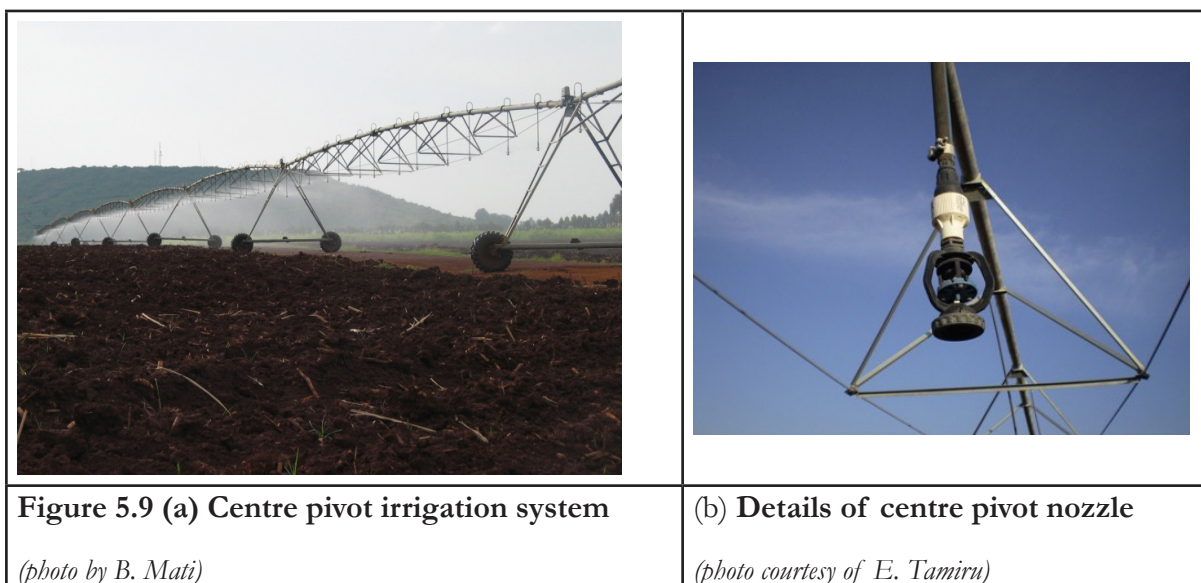 Figure 5.9 (a) Centre pivot irrigation system
(photo by B. Mati)
(b) Details of centre pivot nozzle
(photo courtesy of E. Tamiru)